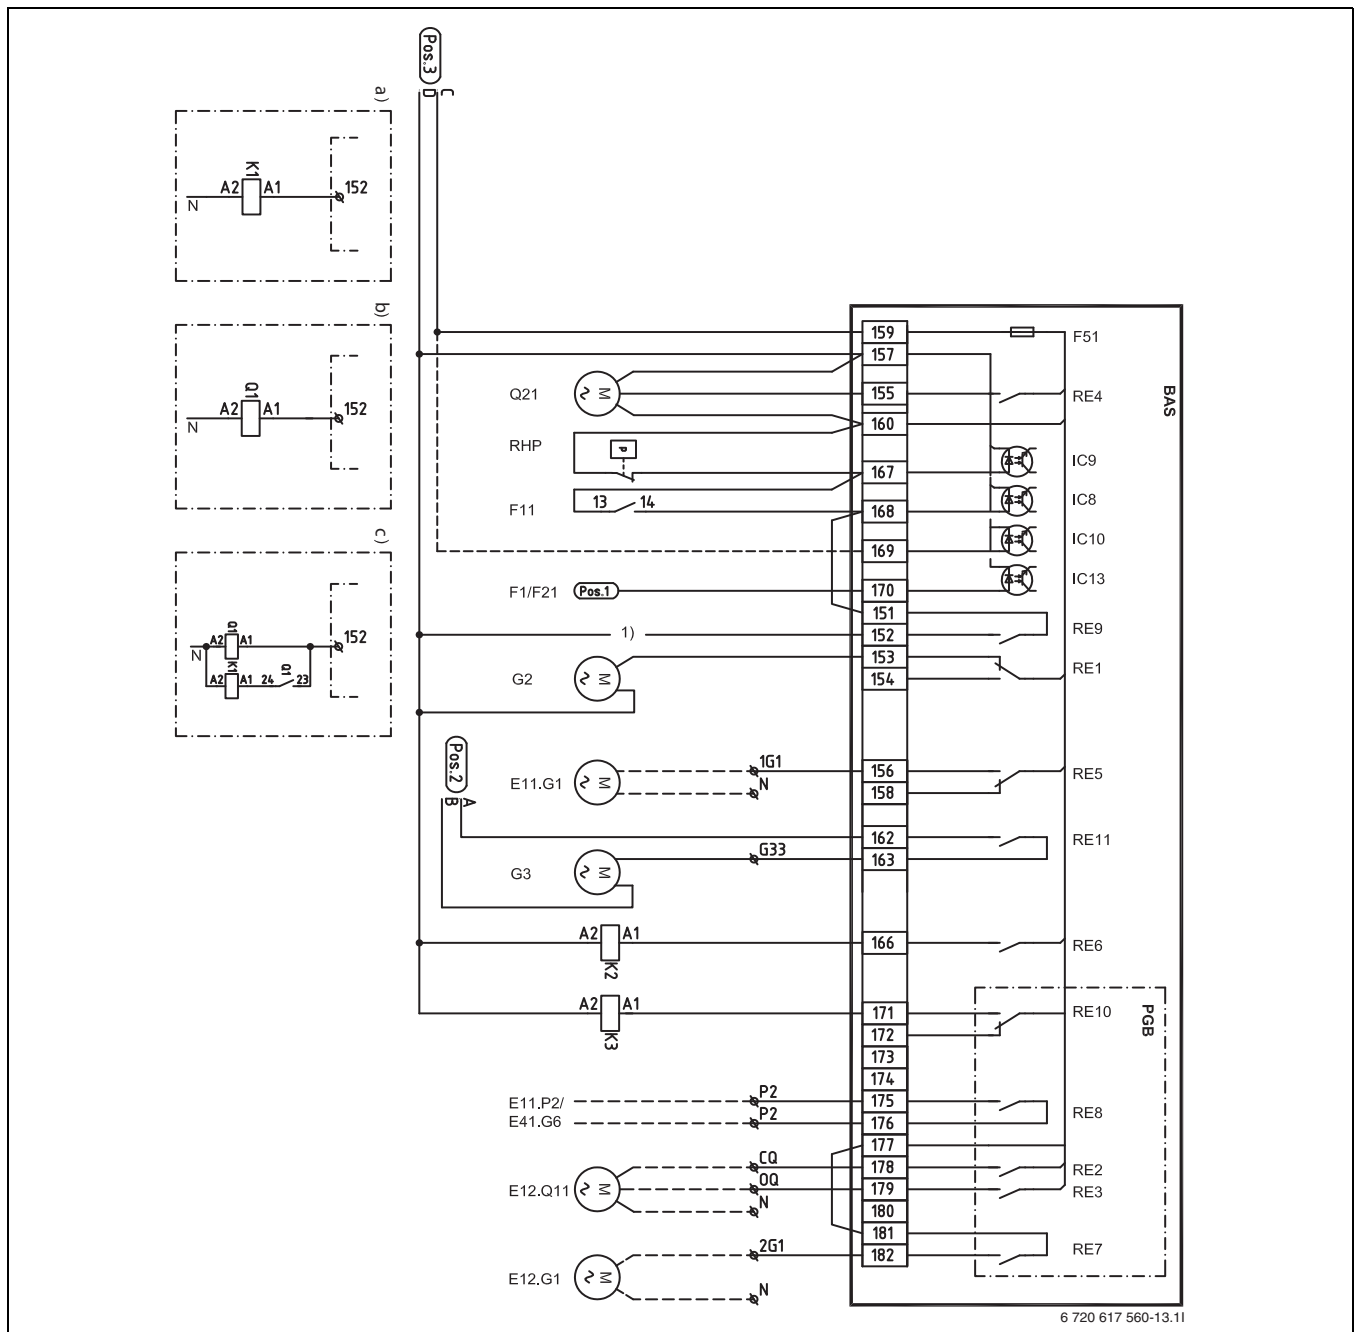 Pos.3
D C
a)
K1
A2 A1
152
N
b)
Q1
A2 A1
152
N
c)
Q1
A2 A1
152
N
K1
Q1
A2 A1 24 23
BAS
159
F51
157
Q21
M
155
RE4
160
RHP
P
167
IC9
F11
13 14
168
IC8
169
IC10
F1/F21
Pos.1
170
IC13
151
1)
152
RE9
153
G2
M
154
RE1
Pos.2
B A
E11.G1
M
1G1
N
156
158
RE5
162
RE11
G3
M
G33
163
A2 A1
K2
166
RE6
PGB
A2 A1
K3
171
RE10
172
173
174
E11.P2/
P2
175
E41.G6
P2
176
RE8
177
CQ
178
RE2
E12.Q11
M
OQ
179
RE3
N
180
181
2G1
182
RE7
E12.G1
M
N
6 720 617 560-13.1I